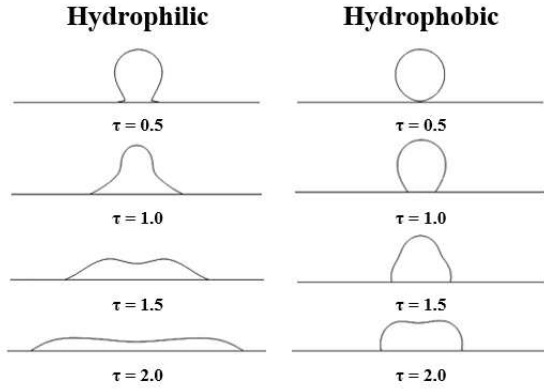 Hydrophilic
Hydrophobic
τ = 0.5
τ = 0.5
τ = 1.0
τ = 1.0
τ = 1.5
τ = 1.5
τ = 2.0
τ = 2.0